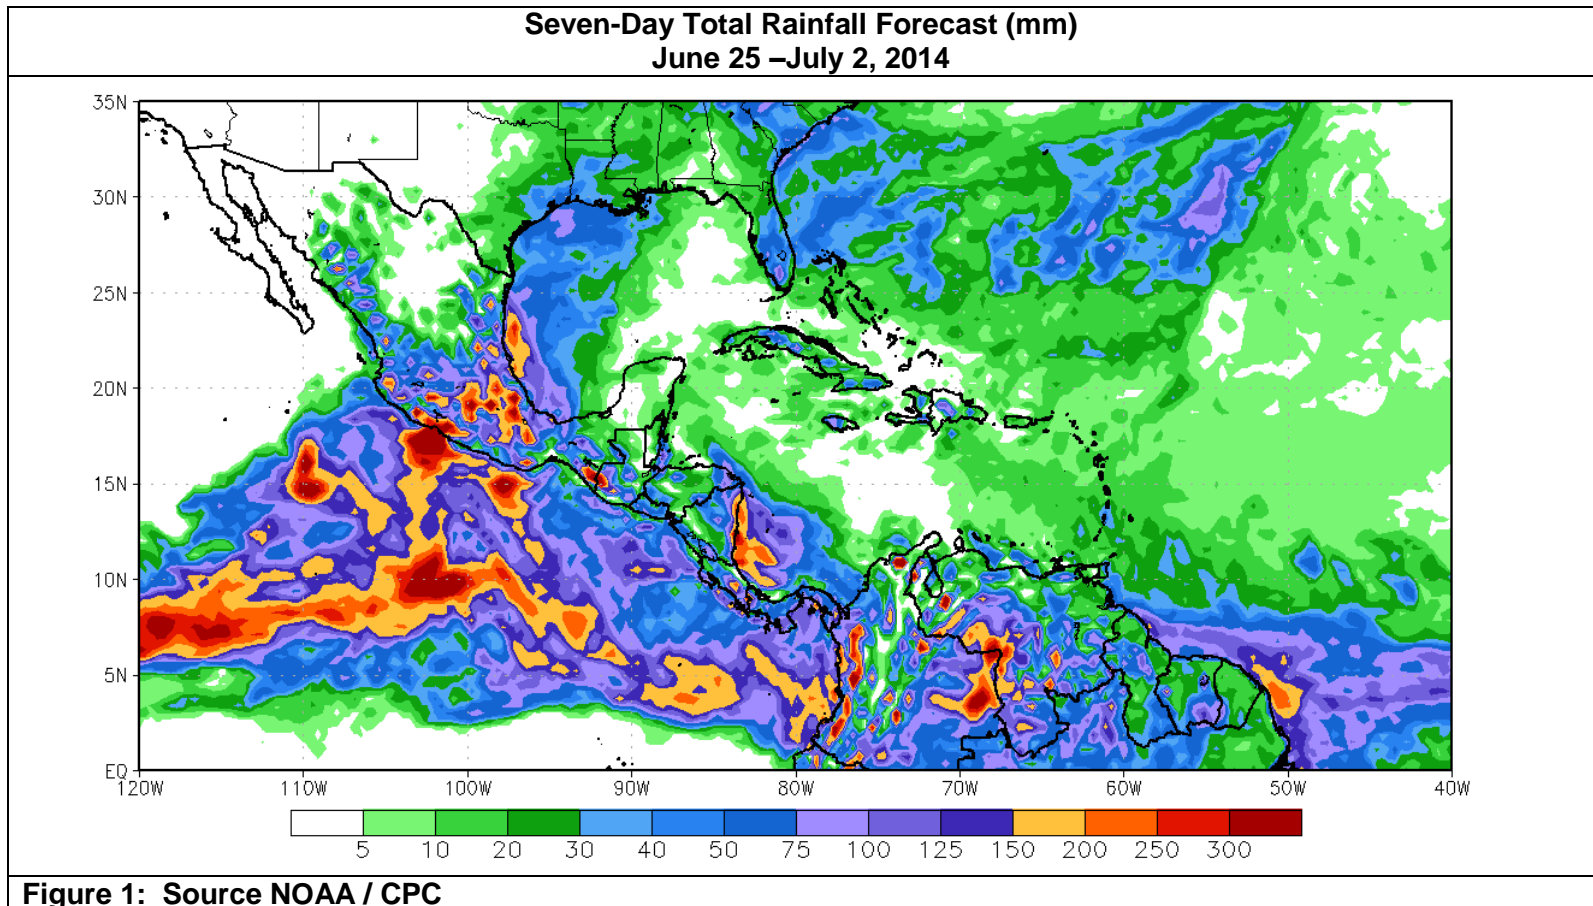 Seven-Day Total Rainfall Forecast (mm)
June 25 –July 2, 2014
35N
30N
25N
20N
15N
10N
5N
EQ
120W 110W 100W 90W 80W 70W 60W 50W 40W
5 10 20 30 40 50 75 100 125 150 200 250 300
Figure 1: Source NOAA / CPC